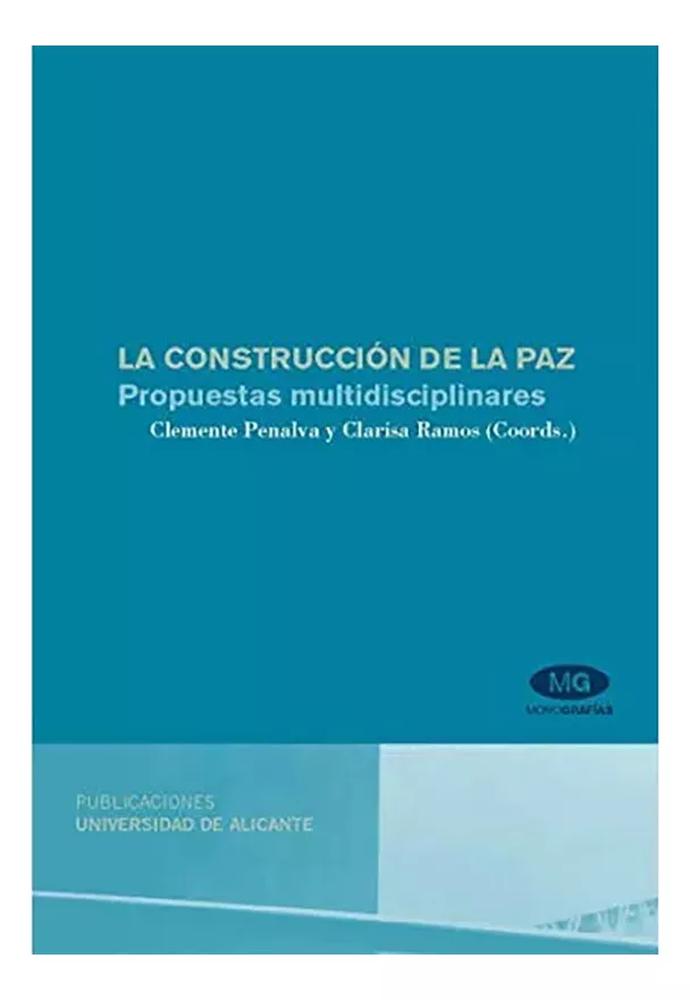 LA CONSTRUCCIÓN DE LA PAZ
Propuestas multidisciplinares
Clemente Penalva y Clarisa Ramos (Coords.)
MG
MONOGRAFÍAS
PUBLICACIONES
UNIVERSIDAD DE ALICANTE